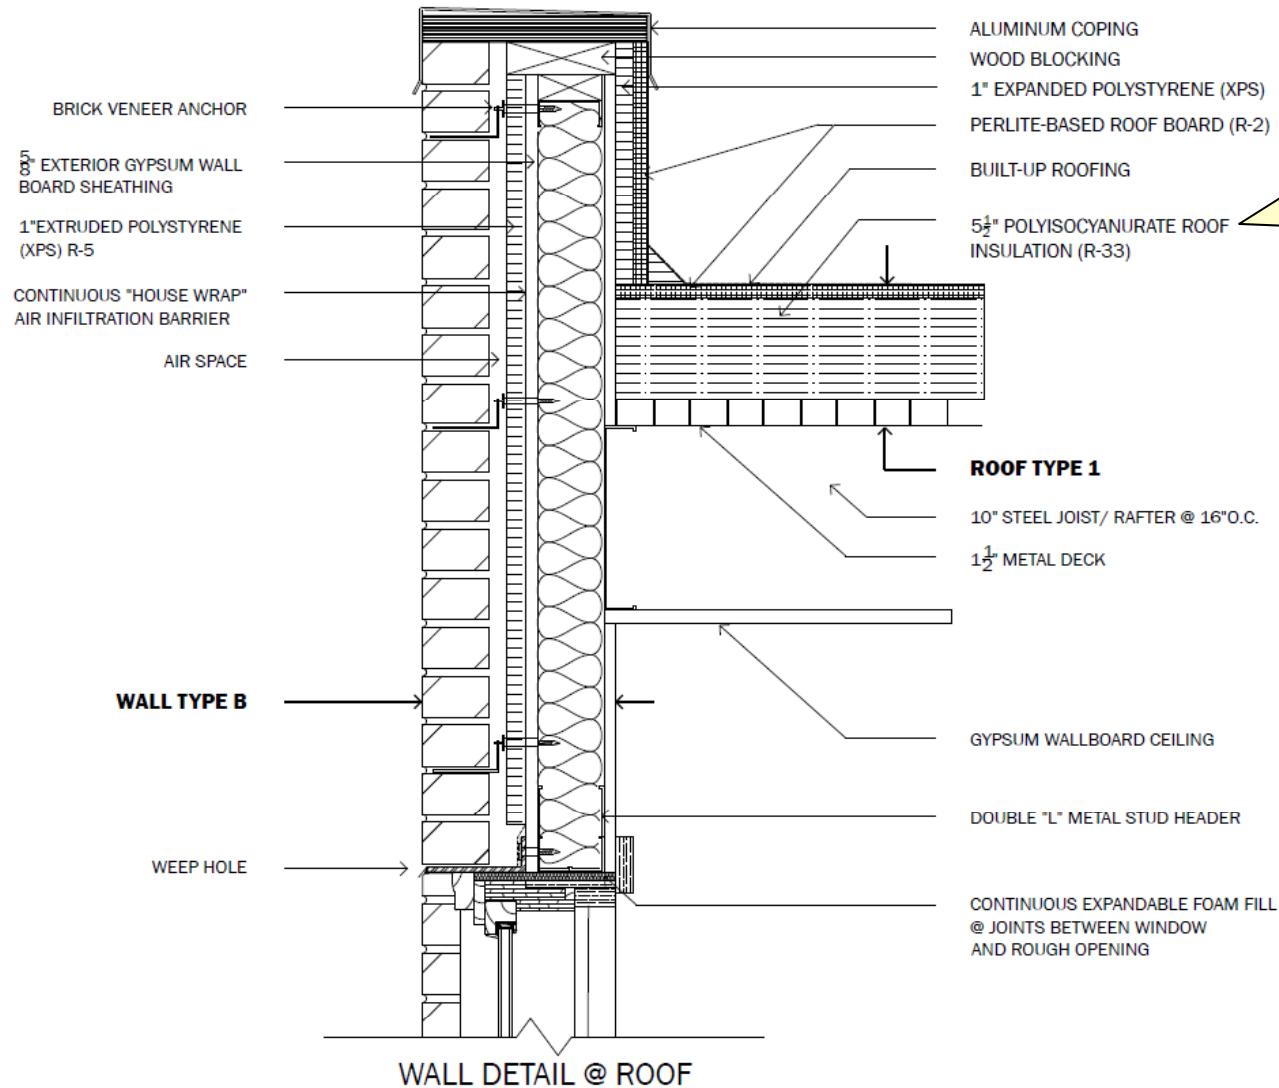 ALUMINUM COPING
WOOD BLOCKING
1" EXPANDED POLYSTYRENE (XPS)
PERLITE-BASED ROOF BOARD (R-2)
BUILT-UP ROOFING
5 1/2" POLYISOCYANURATE ROOF
INSULATION (R-33)
ROOF TYPE 1
10" STEEL JOIST/ RAFTER @ 16"O.C.
1 1/2" METAL DECK
GYPSUM WALLBOARD CEILING
DOUBLE "L" METAL STUD HEADER
CONTINUOUS EXPANDABLE FOAM FILL
@ JOINTS BETWEEN WINDOW
AND ROUGH OPENING
BRICK VENEER ANCHOR
5/8" EXTERIOR GYPSUM WALL
BOARD SHEATHING
1"EXTRUDED POLYSTYRENE
(XPS) R-5
CONTINUOUS "HOUSE WRAP"
AIR INFILTRATION BARRIER
AIR SPACE
WALL TYPE B
WEEP HOLE
WALL DETAIL @ ROOF